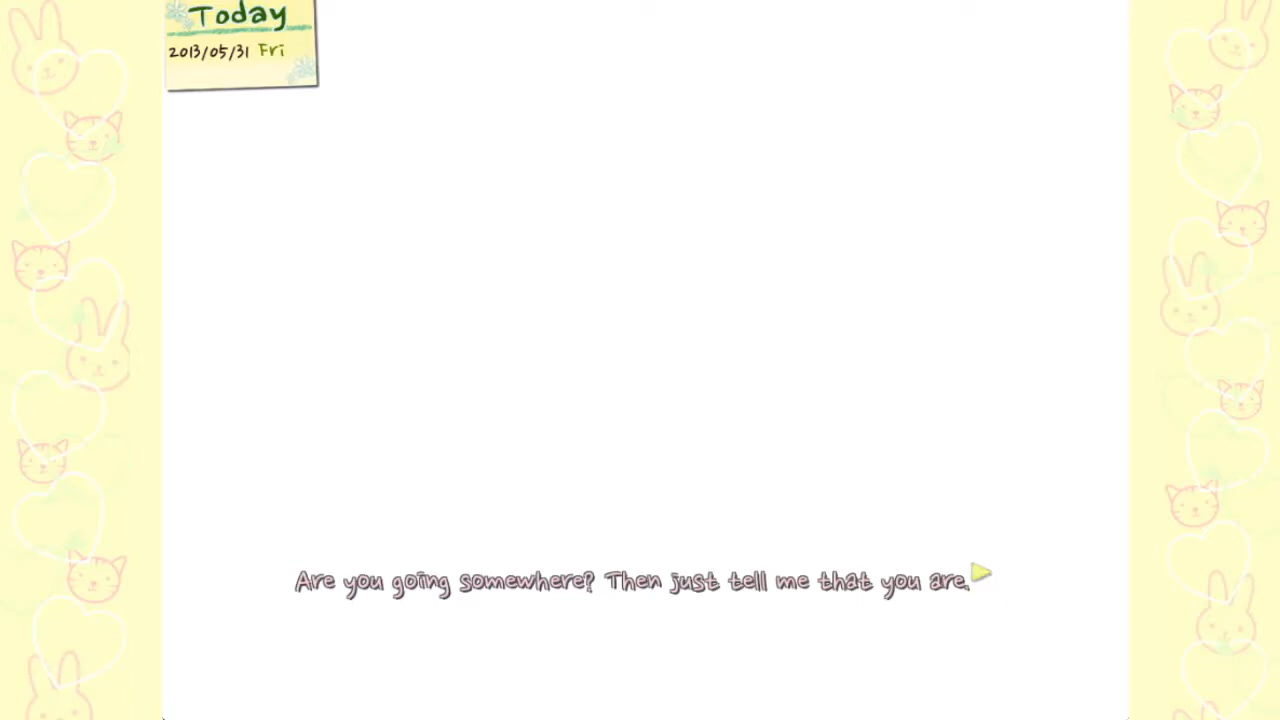 Today
2013/05/31 Fri
Are you going somewhere? Then just tell me that you are.